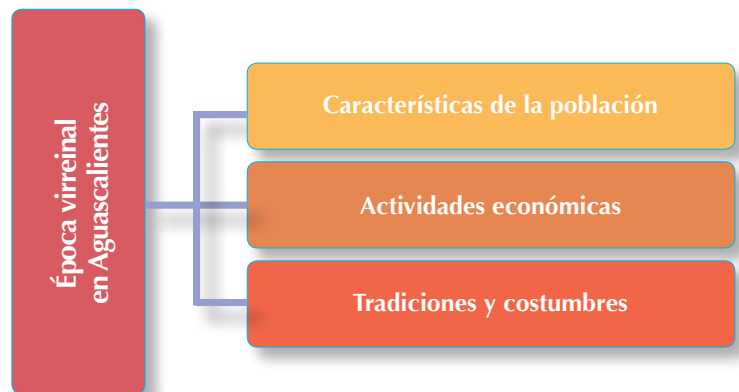 Época virreinal
en Aguascalientes
Características de la población
Actividades económicas
Tradiciones y costumbres